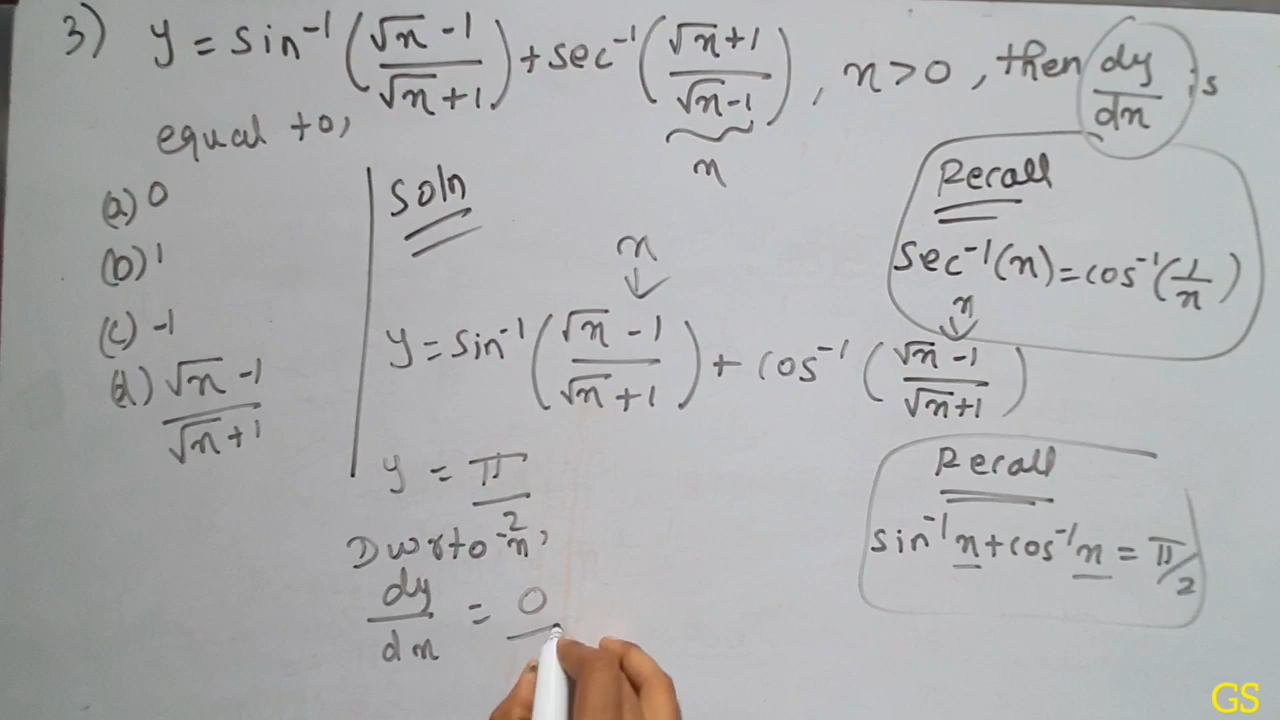 3) y = sin⁻¹ (√x - 1 / √x + 1) + sec⁻¹ (√x + 1 / √x - 1), x > 0, then dy/dx is
x
equal to,
(a) 0
(b) 1
(c) -1
(d) √x - 1 / √x + 1
Soln
x
y = sin⁻¹ (√x - 1 / √x + 1) + cos⁻¹ (√x - 1 / √x + 1)
y = π/2
D w r to x,
dy/dx = 0
Recall
sec⁻¹(x) = cos⁻¹(1/x)
x
Recall
sin⁻¹x + cos⁻¹x = π/2
GS